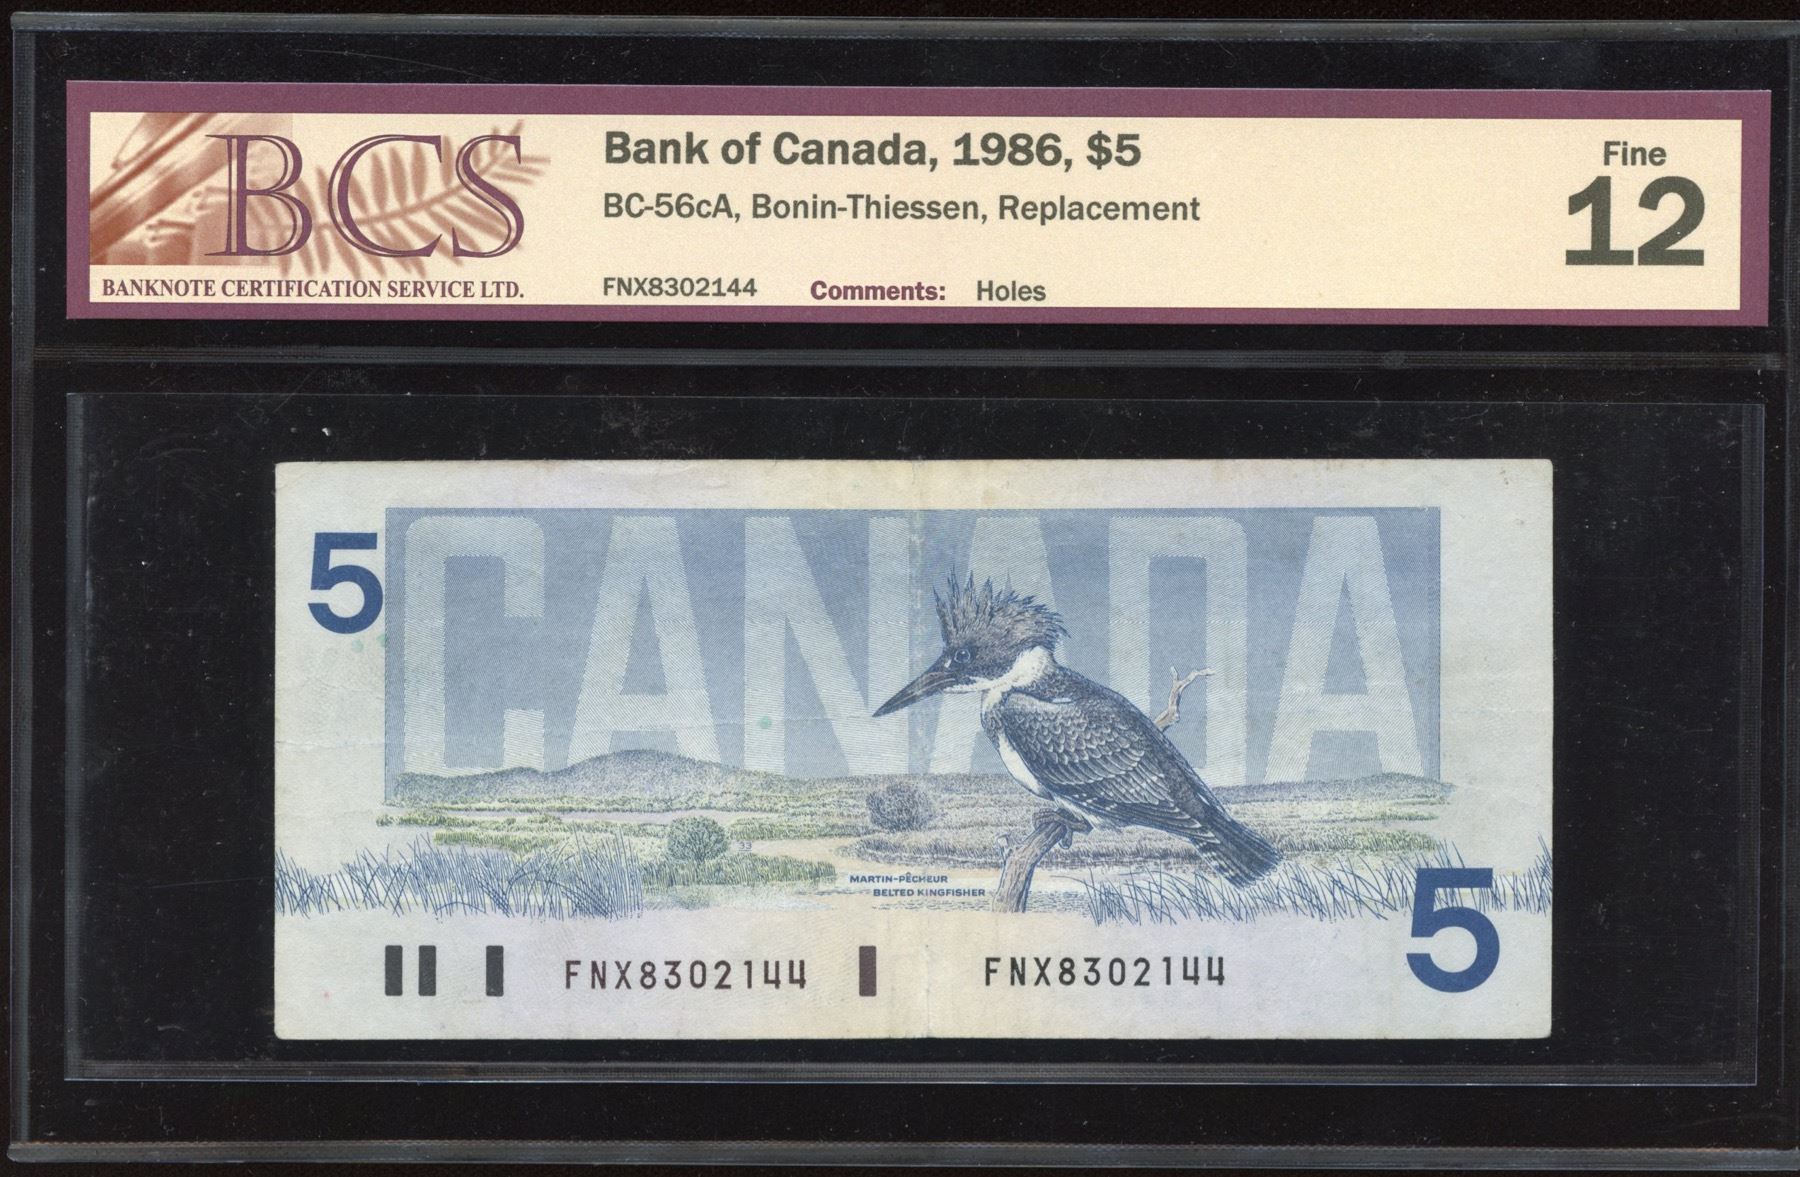 BCS
BANKNOTE CERTIFICATION SERVICE LTD.
Bank of Canada, 1986, $5
BC-56cA, Bonin-Thiessen, Replacement
FNX8302144 Comments: Holes
Fine
12
5
CANADA
33
MARTIN-PÊCHEUR
BELTED KINGFISHER
5
FNX8302144 FNX8302144